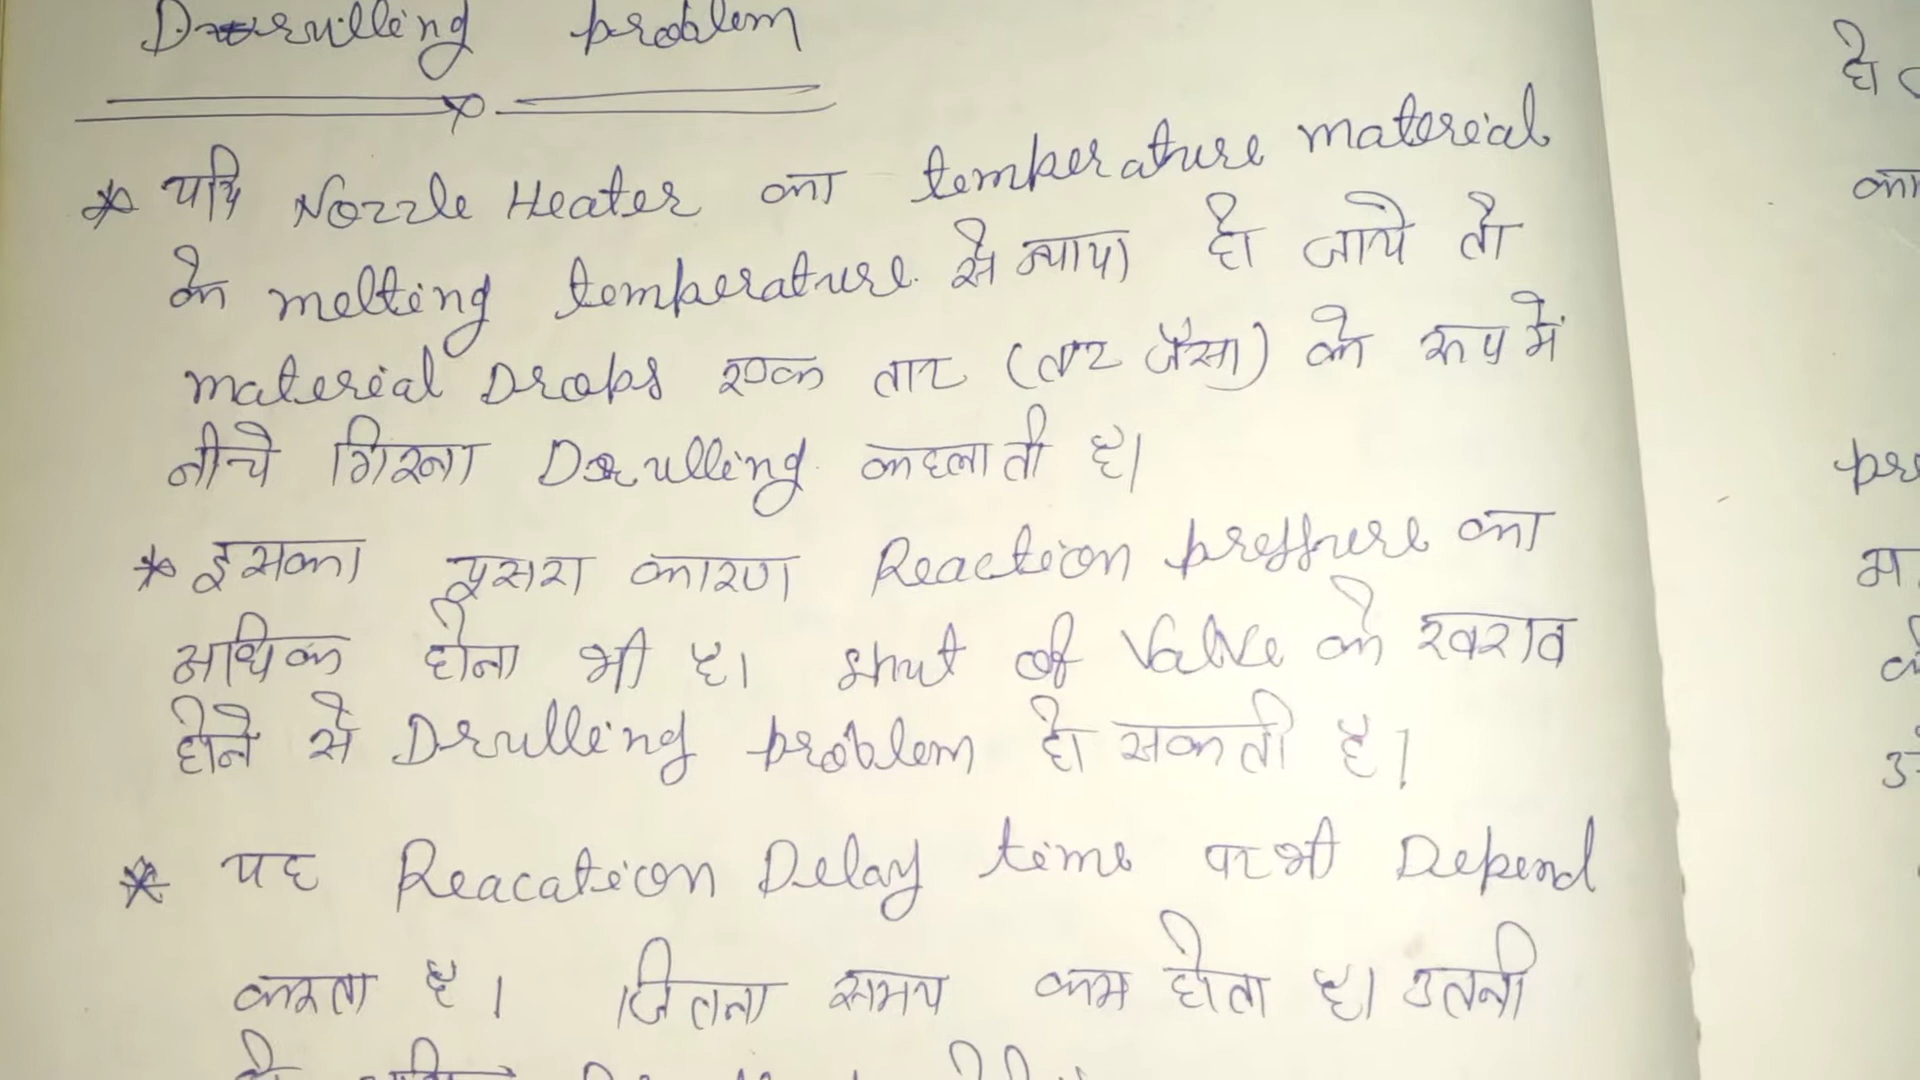 Drulling problem
* यदि Nozzle Heater का temperature material
के melting temperature से ज्यादा हो जाये तो
material Drops एक तार (तार जैसा) के रूप में
नीचे गिरना Drulling कहलाती है।
* इसका दूसरा कारण Reaction pressure का
अधिक होना भी है। shut of Valve के खराब
होने से Drulling problem हो सकती है।
* यह Reacation Delay time पर भी Depend
करता है। जितना समय कम होता है। उतनी